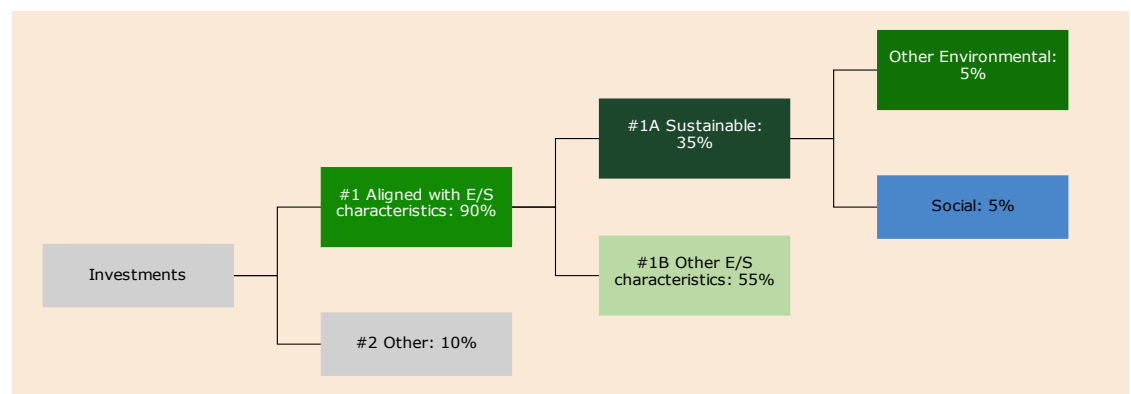 Investments
#1 Aligned with E/S
characteristics: 90%
#2 Other: 10%
#1A Sustainable:
35%
#1B Other E/S
characteristics: 55%
Other Environmental:
5%
Social: 5%